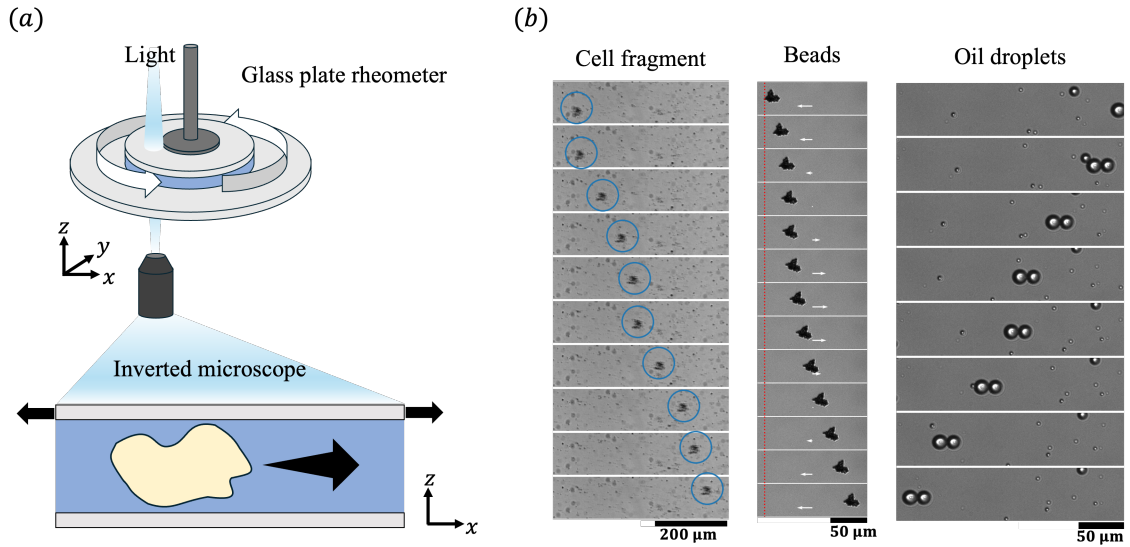 (a)
Light
Glass plate rheometer
z
y
x
Inverted microscope
z
x
(b)
Cell fragment
Beads
Oil droplets
200 μm
50 μm
50 μm